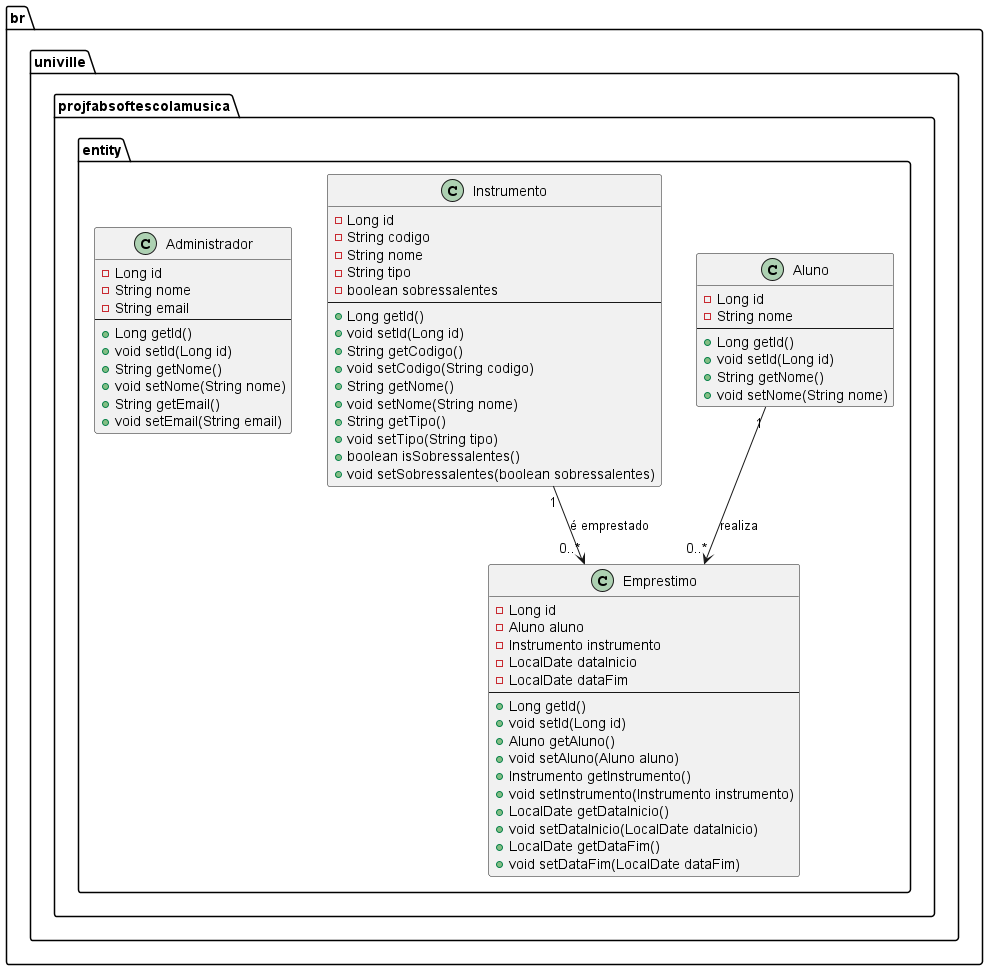 br
univille
projfabsoftescolamusica
entity
C Administrador
Long id
String nome
String email
Long getId()
void setId(Long id)
String getNome()
void setNome(String nome)
String getEmail()
void setEmail(String email)
C Instrumento
Long id
String codigo
String nome
String tipo
boolean sobressalentes
Long getId()
void setId(Long id)
String getCodigo()
void setCodigo(String codigo)
String getNome()
void setNome(String nome)
String getTipo()
void setTipo(String tipo)
boolean isSobressalentes()
void setSobressalentes(boolean sobressalentes)
C Aluno
Long id
String nome
Long getId()
void setId(Long id)
String getNome()
void setNome(String nome)
1
é emprestado
0..*
1
realiza
0..*
C Emprestimo
Long id
Aluno aluno
Instrumento instrumento
LocalDate dataInicio
LocalDate dataFim
Long getId()
void setId(Long id)
Aluno getAluno()
void setAluno(Aluno aluno)
Instrumento getInstrumento()
void setInstrumento(Instrumento instrumento)
LocalDate getDataInicio()
void setDataInicio(LocalDate dataInicio)
LocalDate getDataFim()
void setDataFim(LocalDate dataFim)